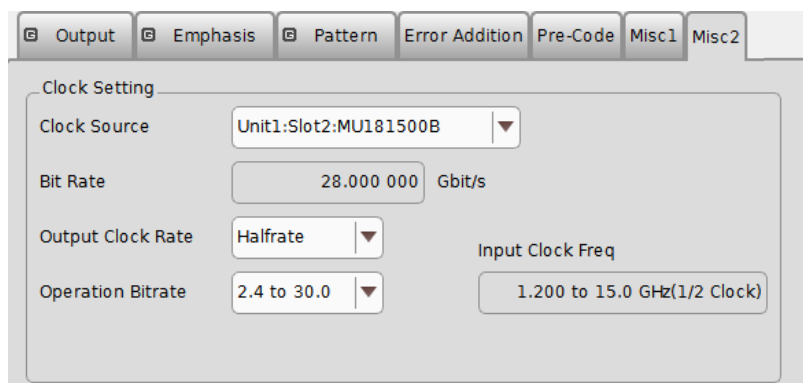 Output Emphasis Pattern Error Addition Pre-Code Misc1 Misc2
Clock Setting
Clock Source Unit1:Slot2:MU181500B
Bit Rate 28.000 000 Gbit/s
Output Clock Rate Halfrate
Input Clock Freq
Operation Bitrate 2.4 to 30.0 1.200 to 15.0 GHz(1/2 Clock)